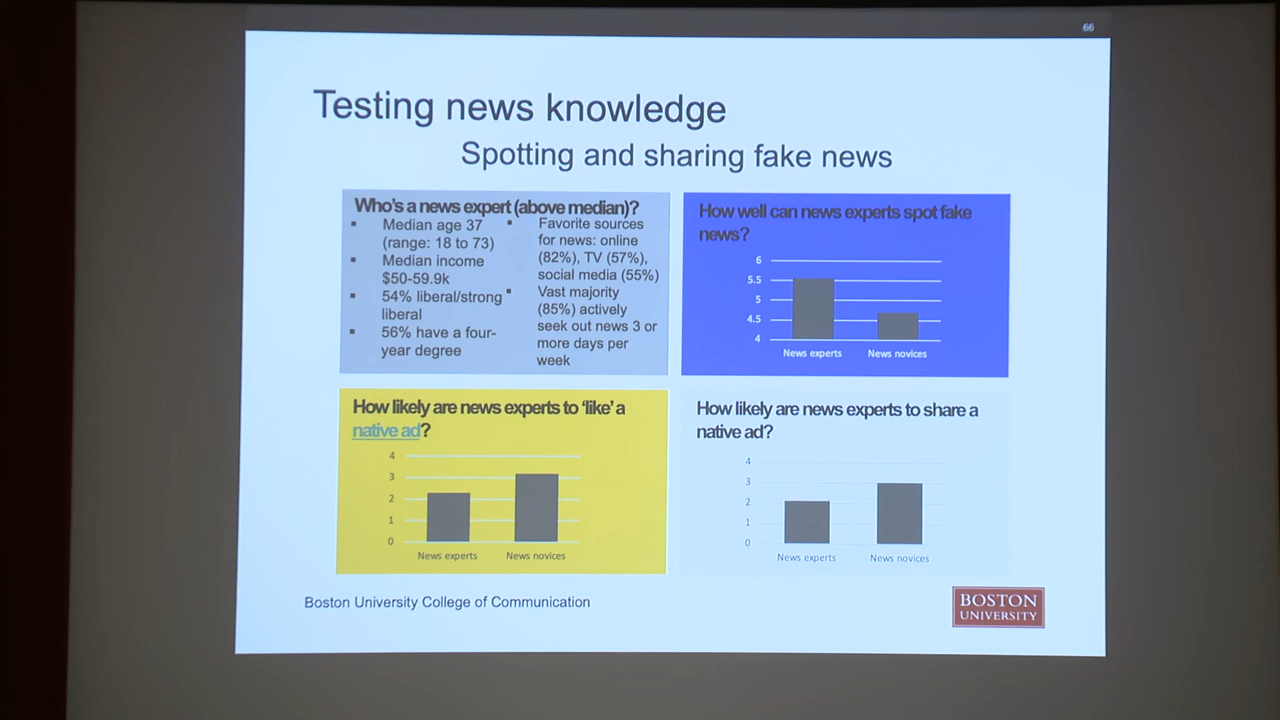 66
Testing news knowledge
Spotting and sharing fake news
Who's a news expert (above median)?
▪ Median age 37
(range: 18 to 73)
▪ Median income
$50-59.9k
▪ 54% liberal/strong
liberal
▪ 56% have a four-
year degree
▪ Favorite sources
for news: online
(82%), TV (57%),
social media (55%)
▪ Vast majority
(85%) actively
seek out news 3 or
more days per
week
How well can news experts spot fake
news?
6
5.5
5
4.5
4
News experts News novices
How likely are news experts to 'like' a
native ad?
4
3
2
1
0
News experts News novices
How likely are news experts to share a
native ad?
4
3
2
1
0
News experts News novices
Boston University College of Communication
BOSTON
UNIVERSITY